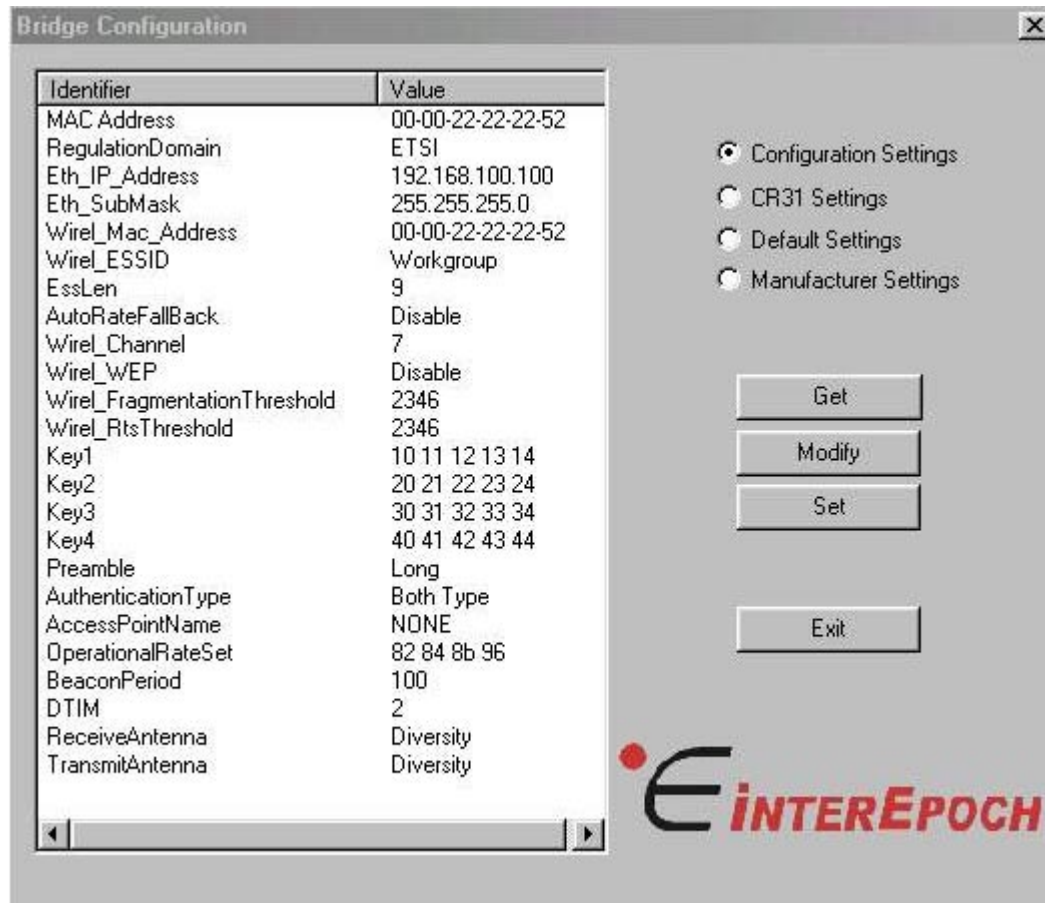 Bridge Configuration
Identifier Value
MAC Address 00-00-22-22-22-52
RegulationDomain ETSI
Eth_IP_Address 192.168.100.100
Eth_SubMask 255.255.255.0
Wirel_Mac_Address 00-00-22-22-22-52
Wirel_ESSID Workgroup
EssLen 9
AutoRateFallBack Disable
Wirel_Channel 7
Wirel_WEP Disable
Wirel_FragmentationThreshold 2346
Wirel_RtsThreshold 2346
Key1 10 11 12 13 14
Key2 20 21 22 23 24
Key3 30 31 32 33 34
Key4 40 41 42 43 44
Preamble Long
AuthenticationType Both Type
AccessPointName NONE
OperationalRateSet 82 84 8b 96
BeaconPeriod 100
DTIM 2
ReceiveAntenna Diversity
TransmitAntenna Diversity
Configuration Settings
CR31 Settings
Default Settings
Manufacturer Settings
Get
Modify
Set
Exit
INTEREPOCH